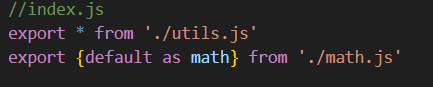 //index.js
export * from './utils.js'
export {default as math} from './math.js'